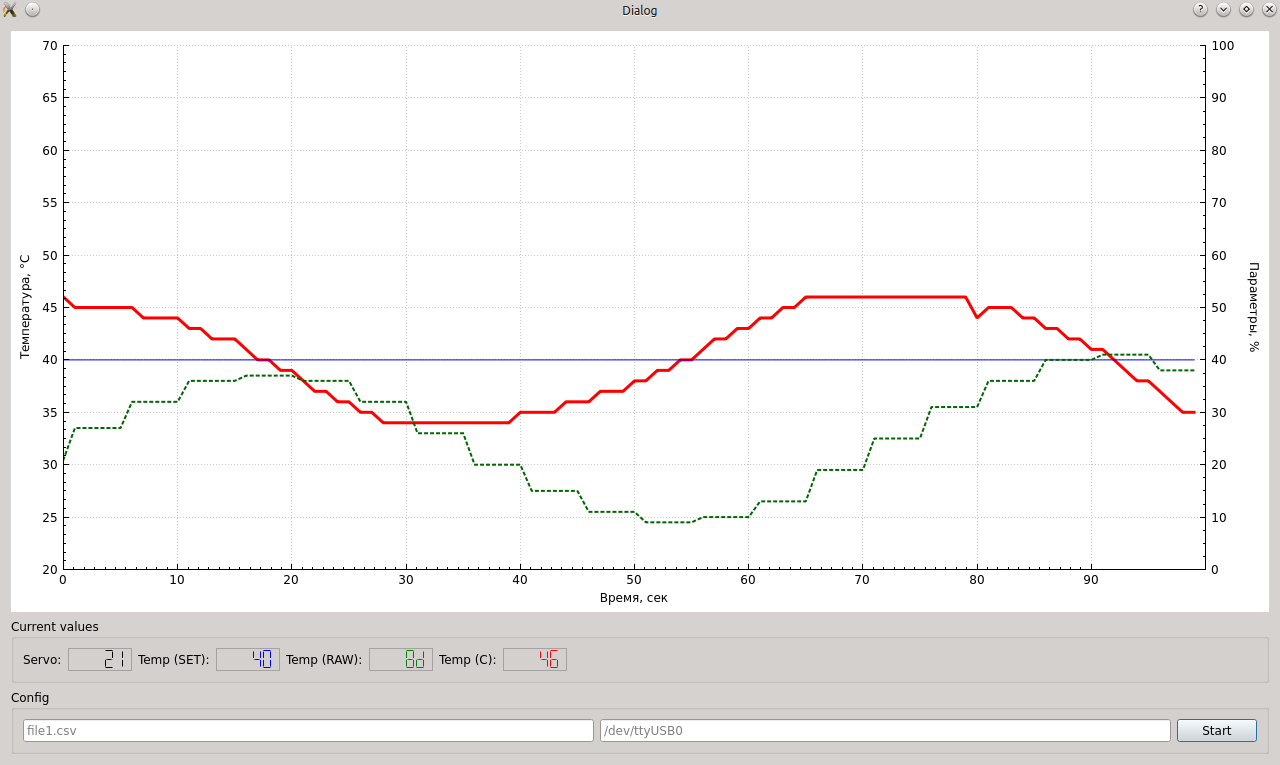 Dialog
70
65
60
55
50
45
40
35
30
25
20
Температура, °C
100
90
80
70
60
50
40
30
20
10
0
Параметры, %
0 10 20 30 40 50 60 70 80 90
Время, сек
Current values
Servo: 21 Temp (SET): 40 Temp (RAW): Temp (C): 46
Config
file1.csv /dev/ttyUSB0 Start